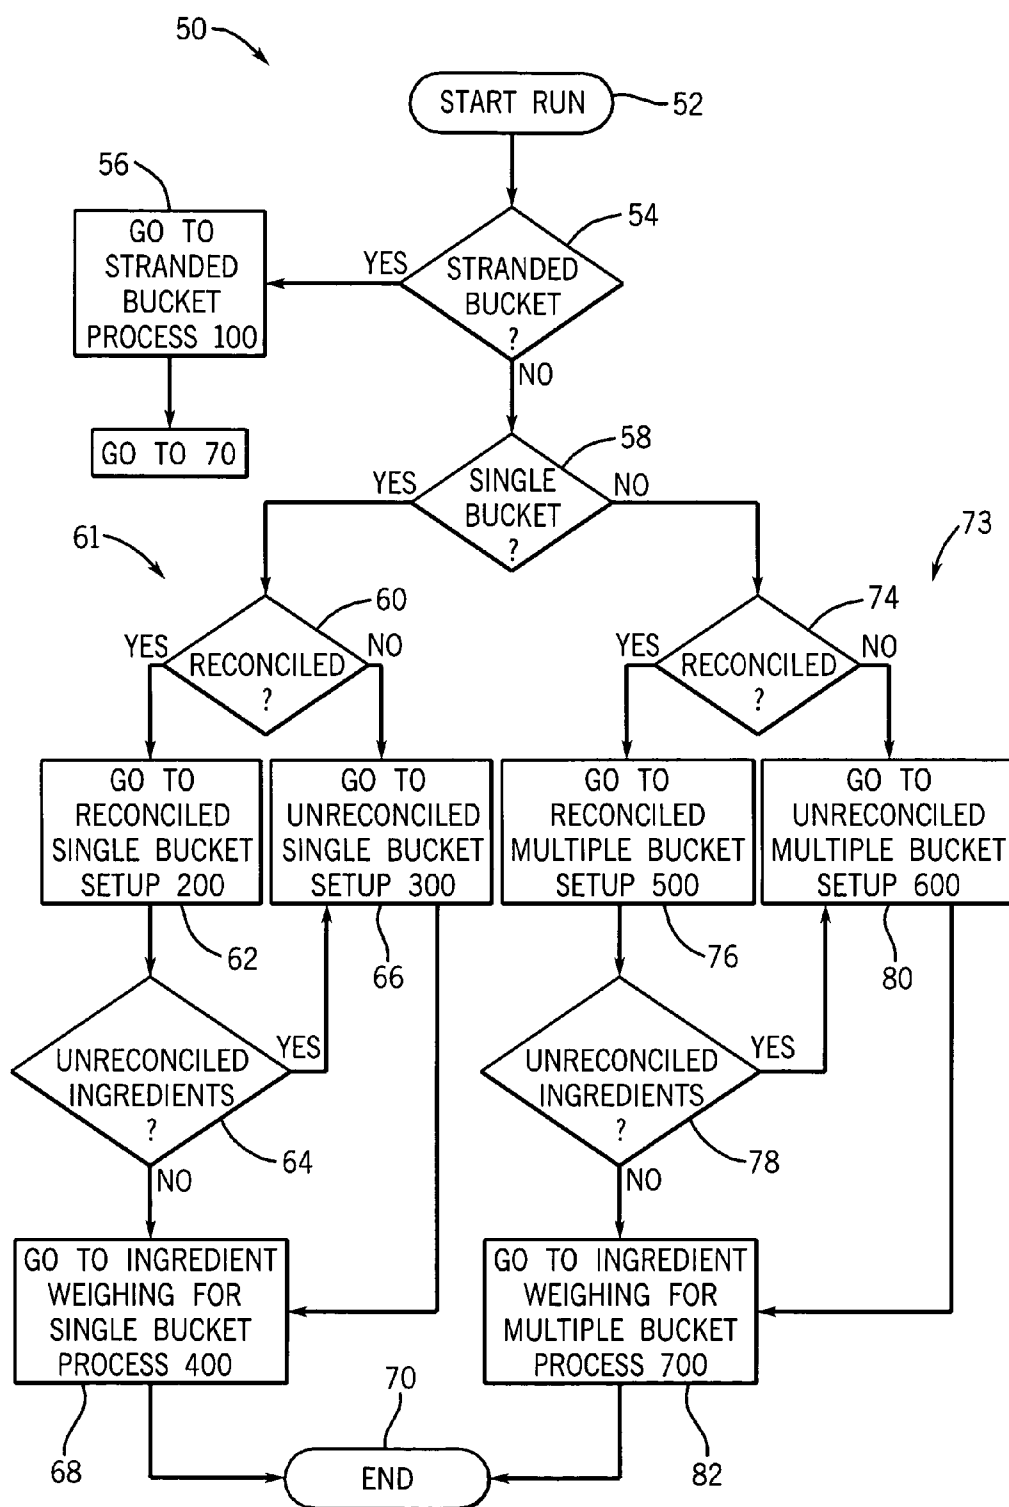 50
START RUN
52
56
GO TO
STRANDED
BUCKET
PROCESS 100
YES
54
STRANDED
BUCKET
?
NO
GO TO 70
58
YES
SINGLE
BUCKET
?
NO
61
73
60
YES
RECONCILED
?
NO
74
YES
RECONCILED
?
NO
GO TO
RECONCILED
SINGLE BUCKET
SETUP 200
GO TO
UNRECONCILED
SINGLE BUCKET
SETUP 300
GO TO
RECONCILED
MULTIPLE BUCKET
SETUP 500
GO TO
UNRECONCILED
MULTIPLE BUCKET
SETUP 600
62
66
76
80
UNRECONCILED
INGREDIENTS
?
YES
64
NO
UNRECONCILED
INGREDIENTS
?
YES
78
NO
GO TO INGREDIENT
WEIGHING FOR
SINGLE BUCKET
PROCESS 400
GO TO INGREDIENT
WEIGHING FOR
MULTIPLE BUCKET
PROCESS 700
68
70
END
82